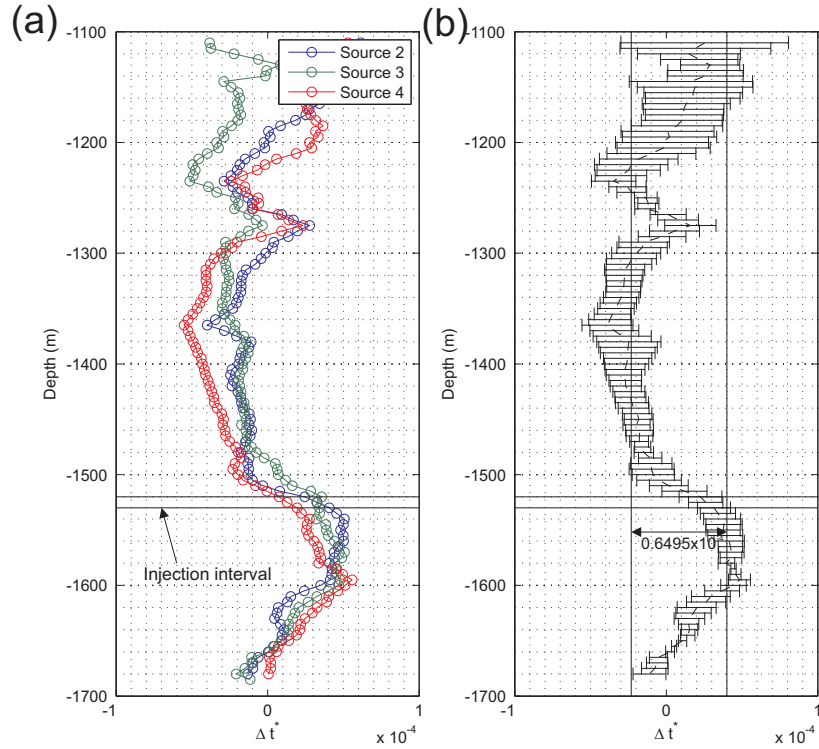 (a)
(b)
-1100
-1200
-1300
-1400
-1500
-1600
-1700
Depth (m)
Source 2
Source 3
Source 4
Injection interval
-1
0
1
Δ t*
x 10-4
-1100
-1200
-1300
-1400
-1500
-1600
-1700
Depth (m)
0.6495x10
-1
0
1
Δ t*
x 10-4